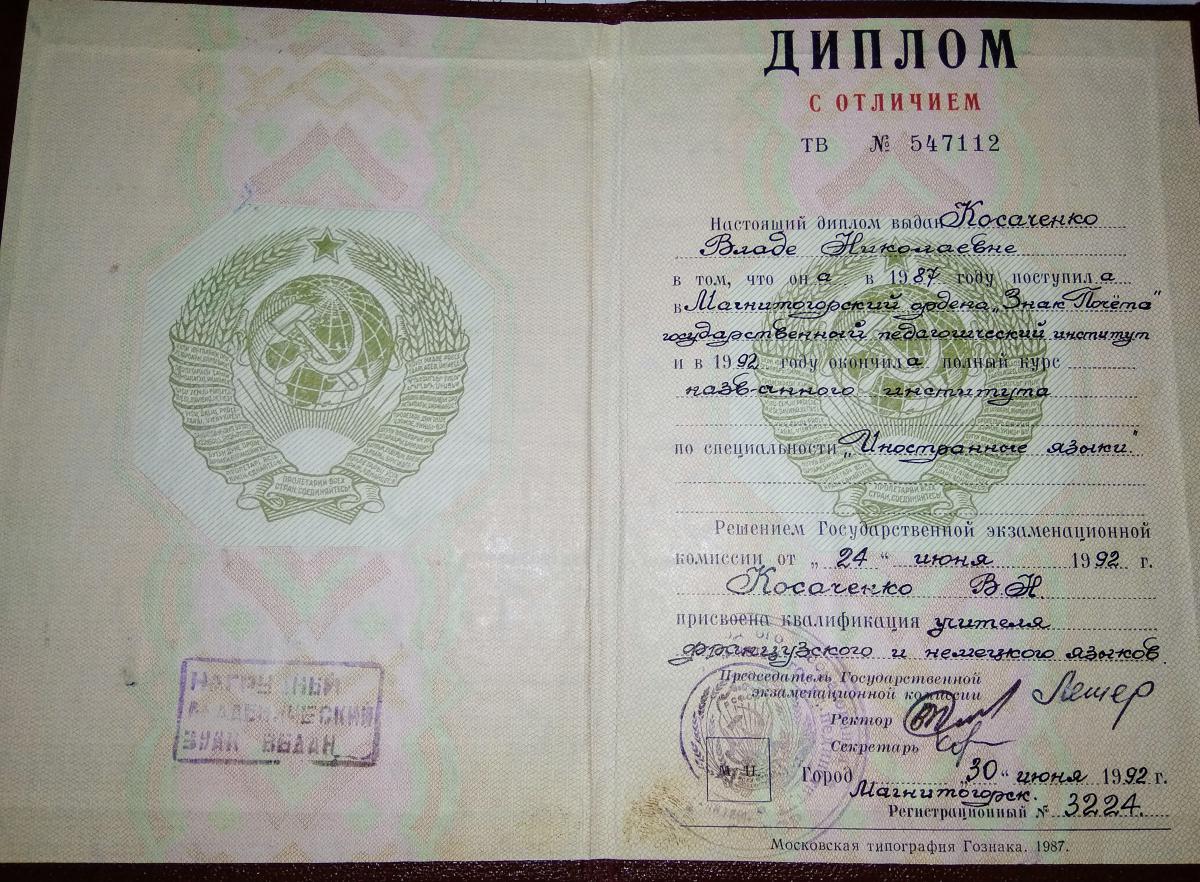 НАГРУДНЫЙ
АКАДЕМИЧЕСКИЙ
ЗНАК ВЫДАН
ПРОЛЕТАРИИ ВСЕХ
СТРАН, СОЕДИНЯЙТЕСЬ!
ДИПЛОМ
С ОТЛИЧИЕМ
ТВ № 547112
Настоящий диплом выдан Косаченко
Владе Николаевне
в том, что она в 1987 году поступила
в Магнитогорский ордена „Знак Почёта"
государственный педагогический институт
и в 1992 году окончила полный курс
названного института
по специальности „Иностранные языки."
ПРОЛЕТАРИИ ВСЕХ
СТРАН, СОЕДИНЯЙТЕСЬ!
Решением Государственной экзаменационной
комиссии от „ 24 “ июня 1992 г.
Косаченко В.Н.
присвоена квалификация учителя
французского и немецкого языков.
Председатель Государственной
экзаменационной комиссии
Ректор
Секретарь
М. П.
Город „30“ июня 1992 г.
Магнитогорск.
Регистрационный № 3224.
Московская типография Гознака. 1987.